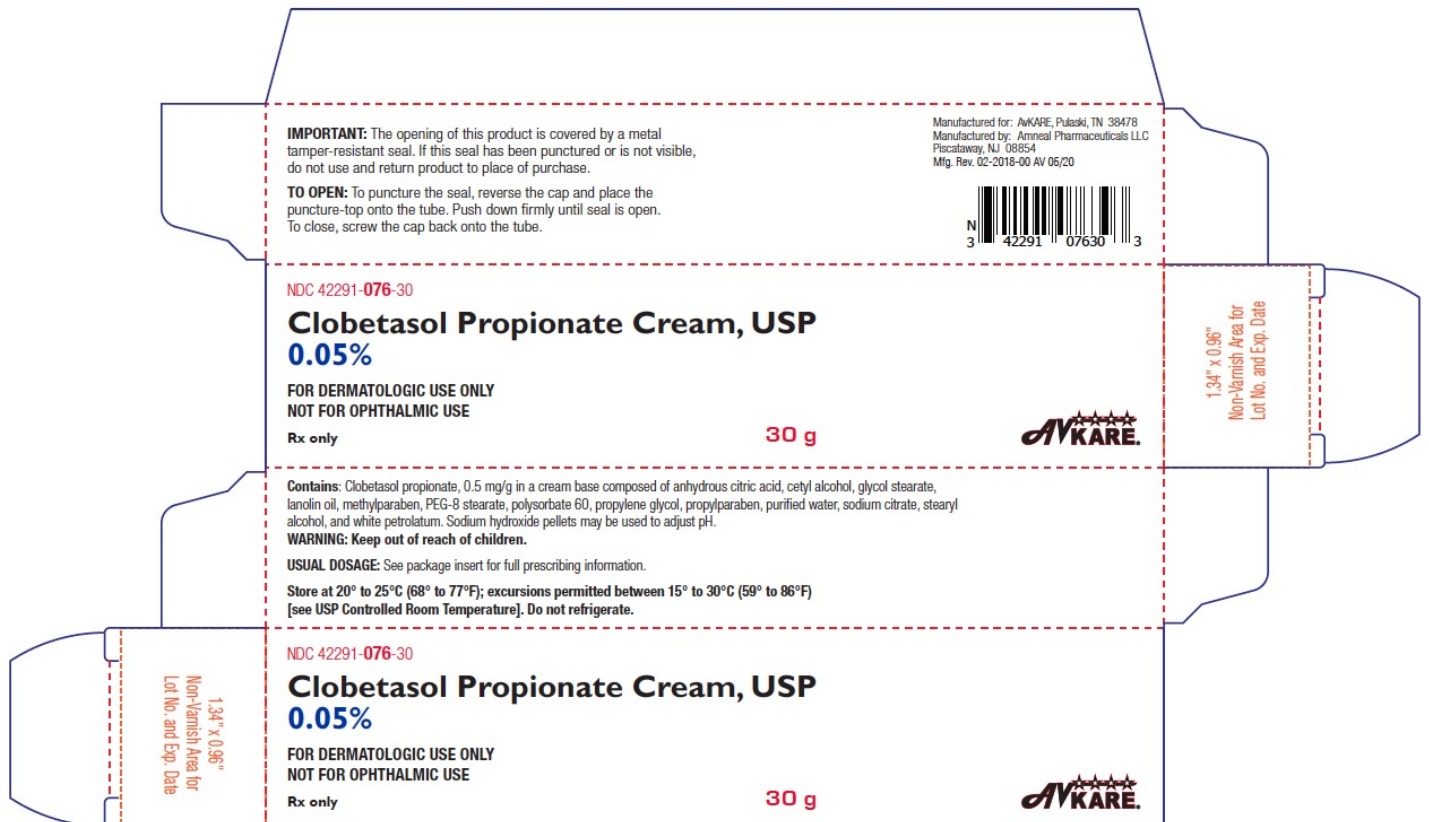 IMPORTANT: The opening of this product is covered by a metal
tamper-resistant seal. If this seal has been punctured or is not visible,
do not use and return product to place of purchase.
TO OPEN: To puncture the seal, reverse the cap and place the
puncture-top onto the tube. Push down firmly until seal is open.
To close, screw the cap back onto the tube.
Manufactured for: AvKARE, Pulaski, TN 38478
Manufactured by: Amneal Pharmaceuticals LLC
Piscataway, NJ 08854
Mfg. Rev. 02-2018-00 AV 06/20
N
3 42291 07630 3
NDC 42291-076-30
Clobetasol Propionate Cream, USP
0.05%
FOR DERMATOLOGIC USE ONLY
NOT FOR OPHTHALMIC USE
Rx only
30 g
AVKARE.
1.34" x 0.96"
Non-Varnish Area for
Lot No. and Exp. Date
Contains: Clobetasol propionate, 0.5 mg/g in a cream base composed of anhydrous citric acid, cetyl alcohol, glycol stearate,
lanolin oil, methylparaben, PEG-8 stearate, polysorbate 60, propylene glycol, propylparaben, purified water, sodium citrate, stearyl
alcohol, and white petrolatum. Sodium hydroxide pellets may be used to adjust pH.
WARNING: Keep out of reach of children.
USUAL DOSAGE: See package insert for full prescribing information.
Store at 20° to 25°C (68° to 77°F); excursions permitted between 15° to 30°C (59° to 86°F)
[see USP Controlled Room Temperature]. Do not refrigerate.
NDC 42291-076-30
Clobetasol Propionate Cream, USP
0.05%
FOR DERMATOLOGIC USE ONLY
NOT FOR OPHTHALMIC USE
Rx only
30 g
AVKARE.
1.34" x 0.96"
Non-Varnish Area for
Lot No. and Exp. Date